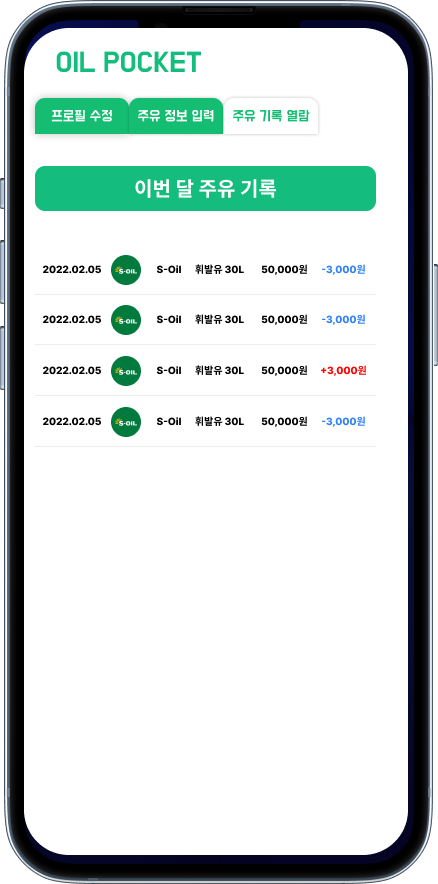 OIL POCKET
프로필 수정 주유 정보 입력 주유 기록 열람
이번 달 주유 기록
2022.02.05 S-OIL S-Oil 휘발유 30L 50,000원 -3,000원
2022.02.05 S-OIL S-Oil 휘발유 30L 50,000원 -3,000원
2022.02.05 S-OIL S-Oil 휘발유 30L 50,000원 +3,000원
2022.02.05 S-OIL S-Oil 휘발유 30L 50,000원 -3,000원